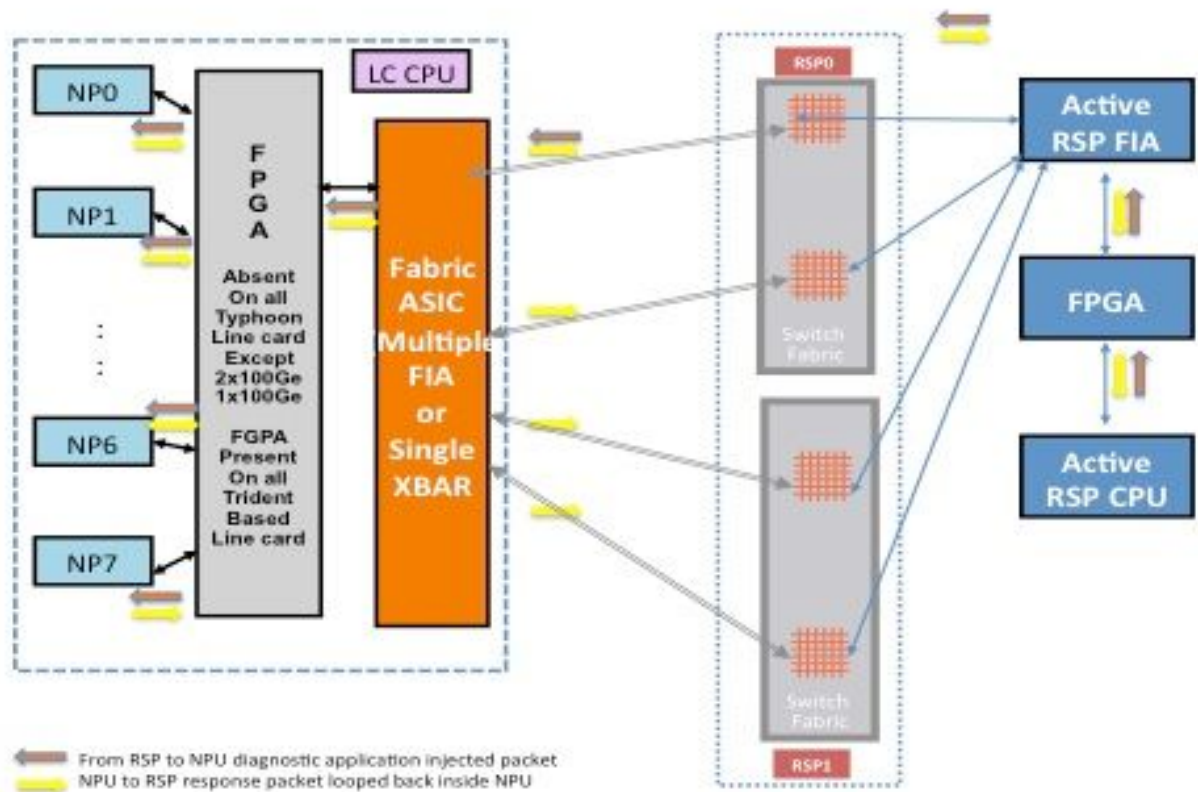 LC CPU
NP0
NP1
.
.
.
NP6
NP7
F
P
G
A
Absent
On all
Typhoon
Line card
Except
2x100Ge
1x100Ge
FGPA
Present
On all
Trident
Based
Line card
Fabric
ASIC
(Multiple
FIA
or
Single
XBAR
RSP0
Switch
Fabric
Switch
Fabric
RSP1
Active
RSP FIA
FPGA
Active
RSP CPU
From RSP to NPU diagnostic application injected packet
NPU to RSP response packet looped back inside NPU